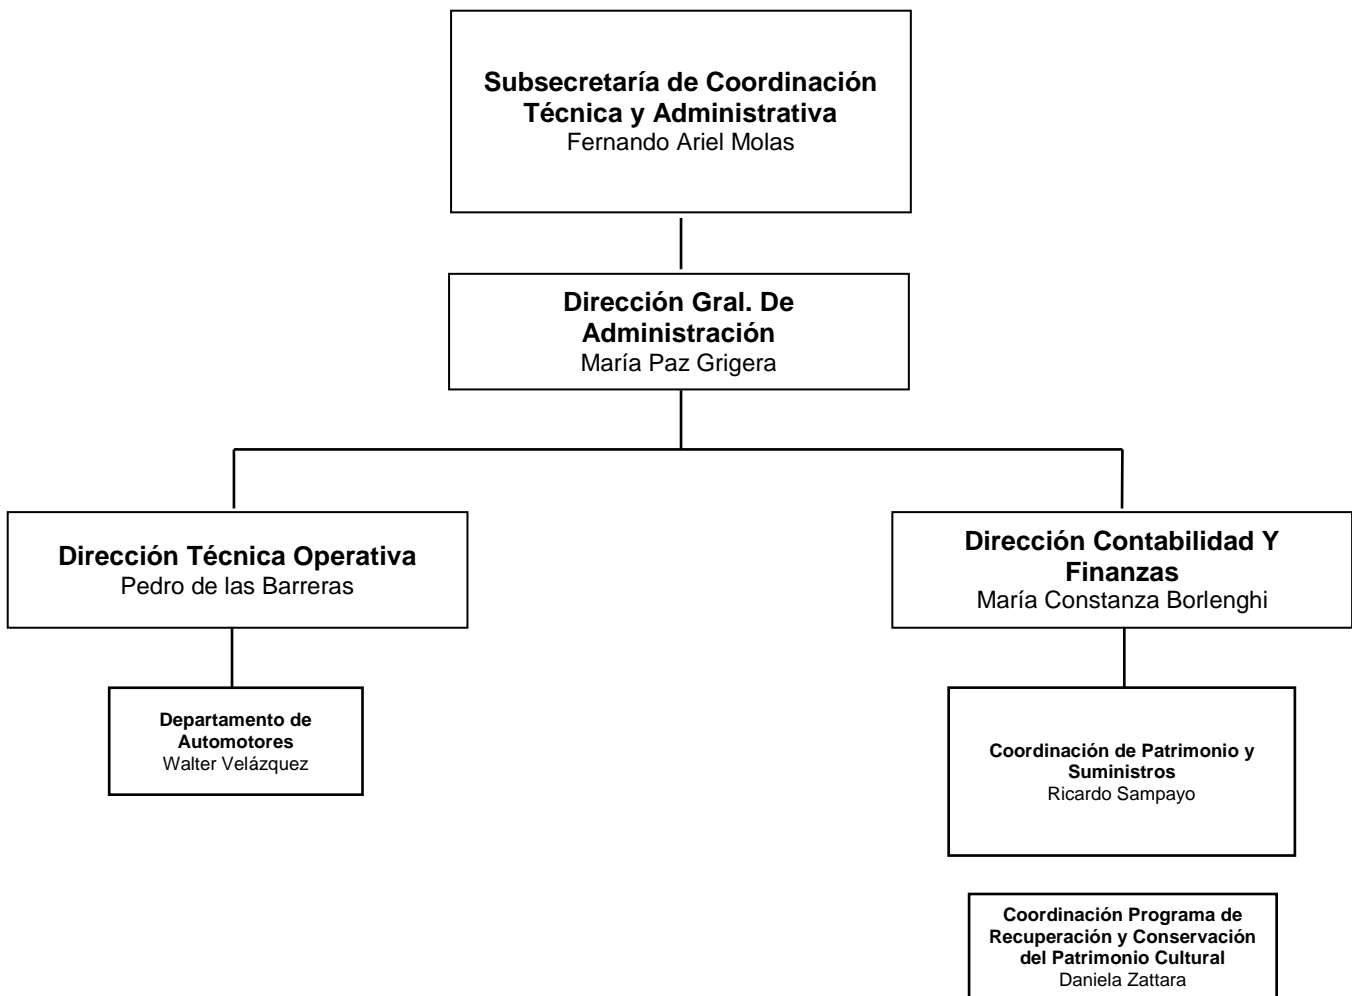 Subsecretaría de Coordinación
Técnica y Administrativa
Fernando Ariel Molas
Dirección Gral. De
Administración
María Paz Grigera
Dirección Técnica Operativa
Pedro de las Barreras
Dirección Contabilidad Y
Finanzas
María Constanza Borlenghi
Departamento de
Automotores
Walter Velázquez
Coordinación de Patrimonio y
Suministros
Ricardo Sampayo
Coordinación Programa de
Recuperación y Conservación
del Patrimonio Cultural
Daniela Zattara